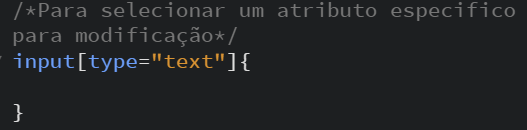 /*Para selecionar um atributo especifico
para modificação*/
input[type="text"]{
}